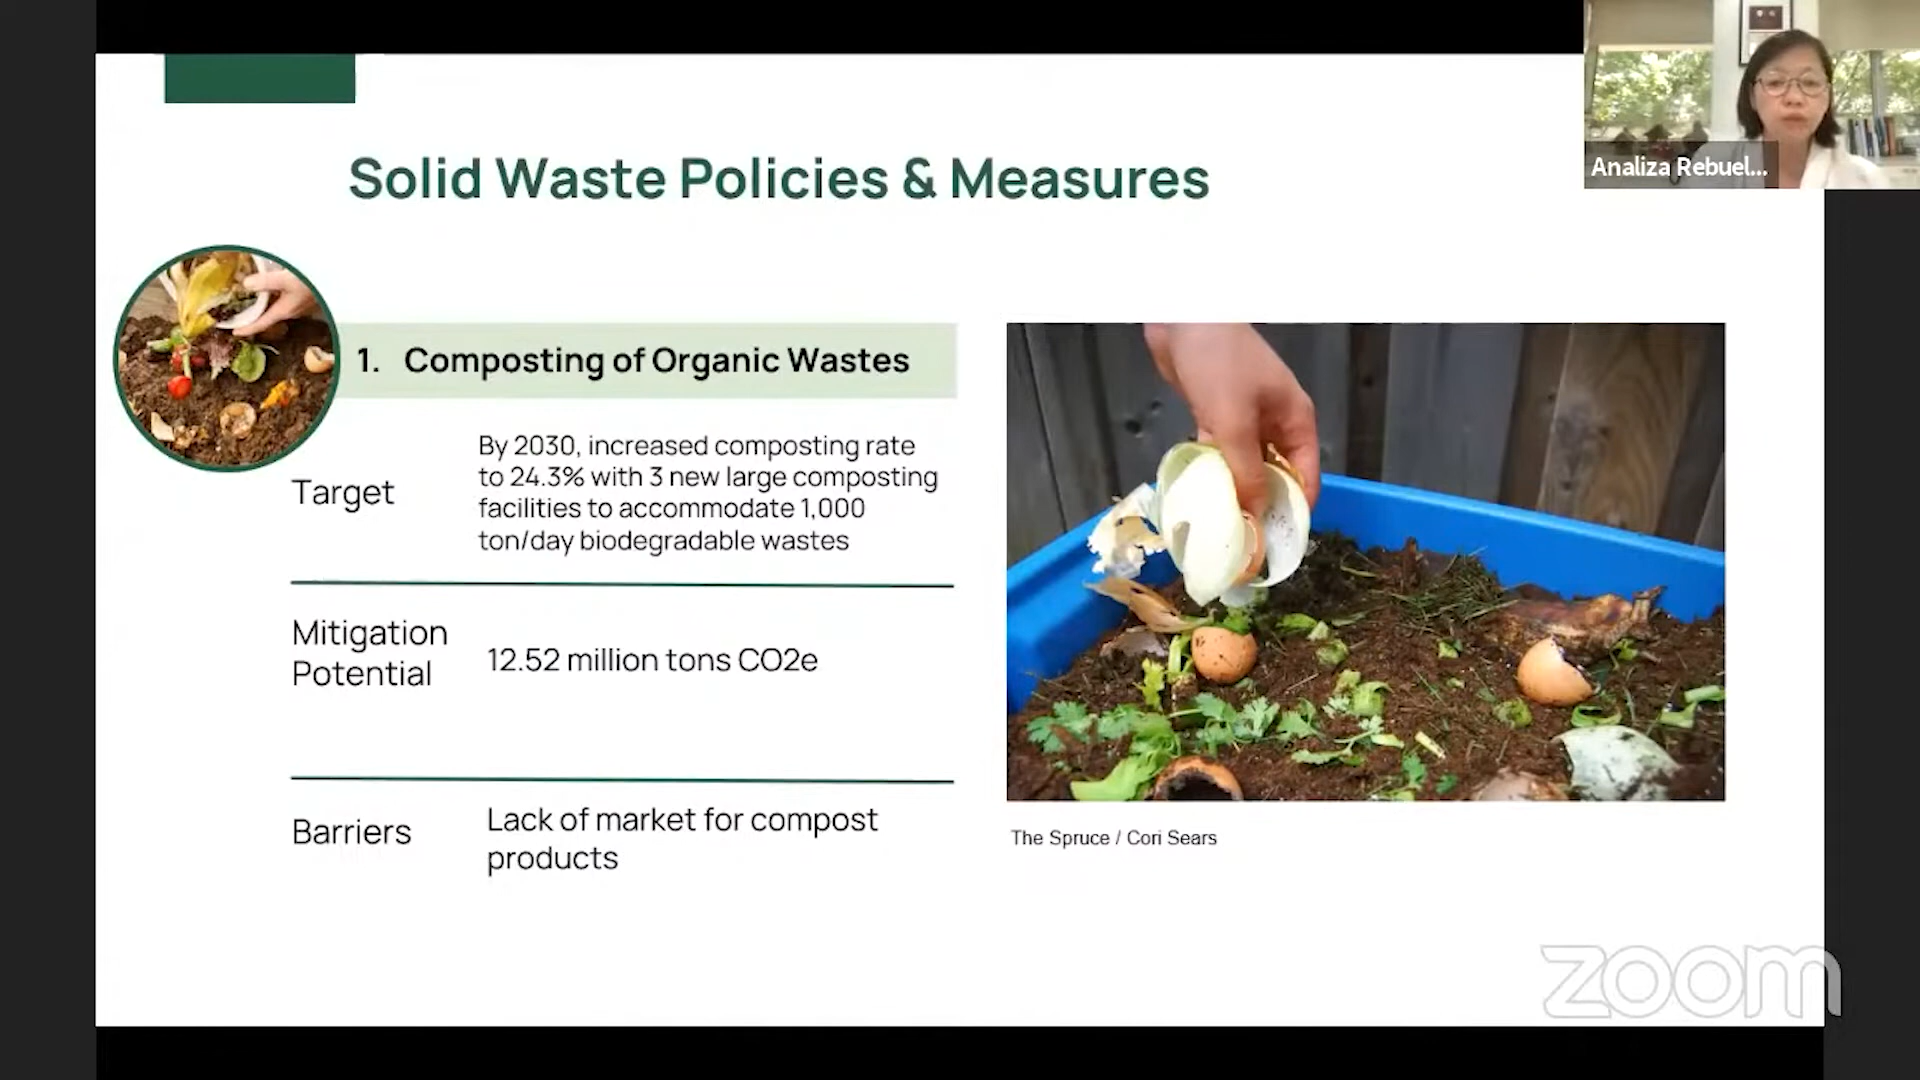 Solid Waste Policies & Measures
Analiza Rebuel...
1. Composting of Organic Wastes
Target
By 2030, increased composting rate
to 24.3% with 3 new large composting
facilities to accommodate 1,000
ton/day biodegradable wastes
Mitigation
Potential
12.52 million tons CO2e
Barriers
Lack of market for compost
products
The Spruce / Cori Sears
zoom